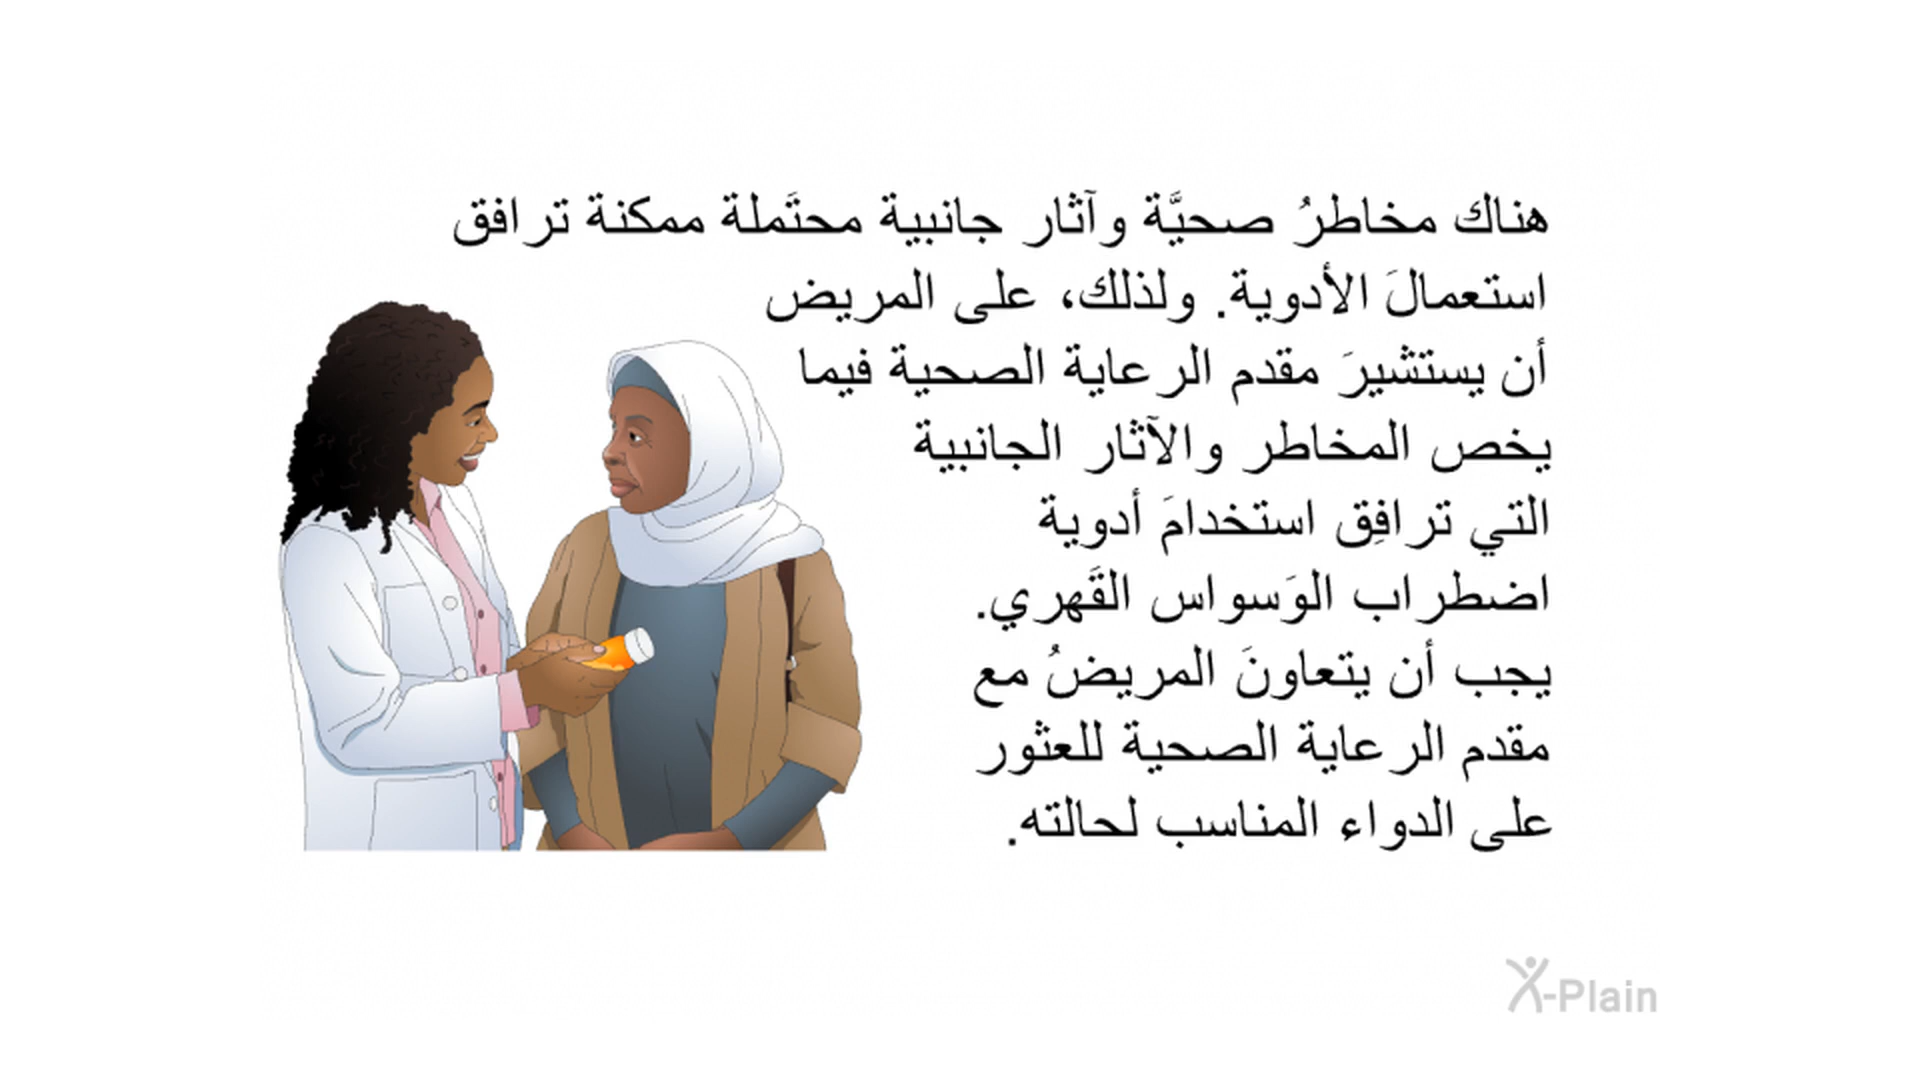 هناك مخاطرُ صحيَّة وآثار جانبية محتَملة ممكنة ترافق
استعمالَ الأدوية. ولذلك، على المريض
أن يستشيرَ مقدم الرعاية الصحية فيما
يخص المخاطر والآثار الجانبية
التي ترافِق استخدامَ أدوية
اضطراب الوَسواس القَهري.
يجب أن يتعاونَ المريضُ مع
مقدم الرعاية الصحية للعثور
على الدواء المناسب لحالته.
X-Plain